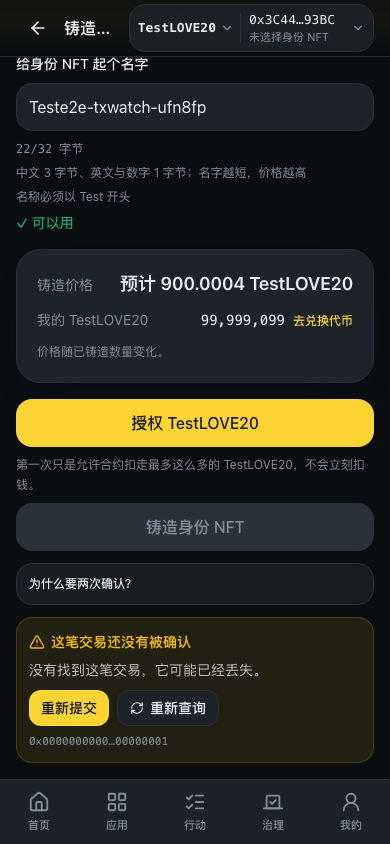 铸造...
TestLOVE20
0x3C44…93BC
未选择身份 NFT
给身份 NFT 起个名字
Teste2e-txwatch-ufn8fp
22/32 字节
中文 3 字节、英文与数字 1 字节；名字越短，价格越高
名称必须以 Test 开头
可以用
铸造价格
预计 900.0004 TestLOVE20
我的 TestLOVE20
99,999,099 去兑换代币
价格随已铸造数量变化。
授权 TestLOVE20
第一次只是允许合约扣走最多这么多的 TestLOVE20，不会立刻扣
钱。
铸造身份 NFT
为什么要两次确认?
这笔交易还没有被确认
没有找到这笔交易，它可能已经丢失。
重新提交
重新查询
0x0000000000…00000001
首页
应用
行动
治理
我的